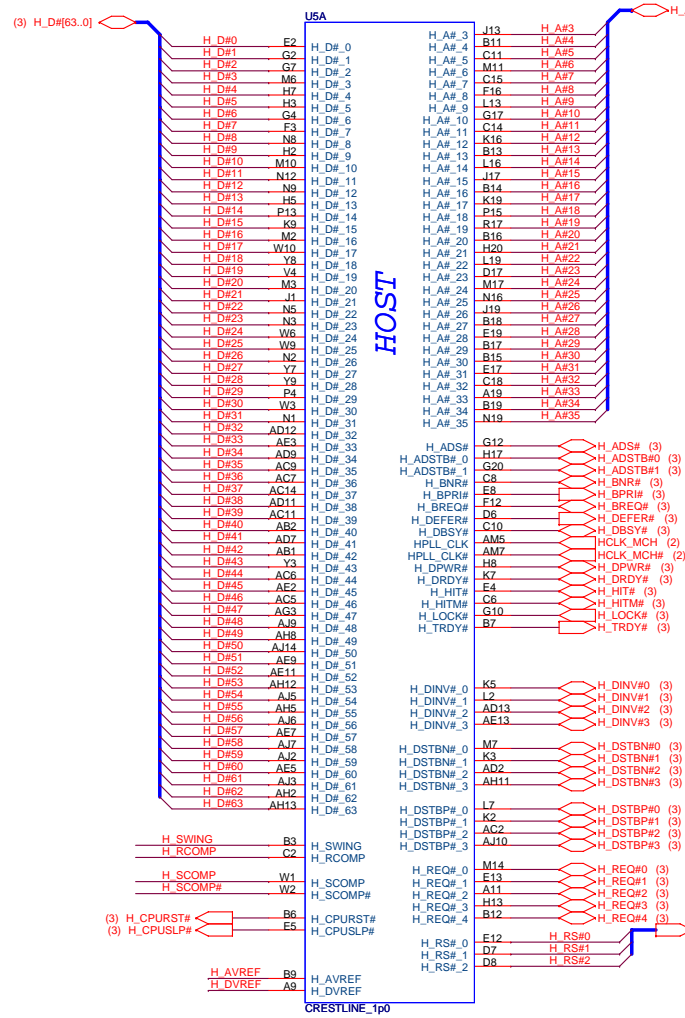 U5A
(3) H_D#[63..0]
H_A
H_D#0 E2 H_D#_0
H_D#1 G2 H_D#_1
H_D#2 G7 H_D#_2
H_D#3 M6 H_D#_3
H_D#4 H7 H_D#_4
H_D#5 H3 H_D#_5
H_D#6 G4 H_D#_6
H_D#7 F3 H_D#_7
H_D#8 N8 H_D#_8
H_D#9 H2 H_D#_9
H_D#10 M10 H_D#_10
H_D#11 N12 H_D#_11
H_D#12 N9 H_D#_12
H_D#13 H5 H_D#_13
H_D#14 P13 H_D#_14
H_D#15 K9 H_D#_15
H_D#16 M2 H_D#_16
H_D#17 W10 H_D#_17
H_D#18 Y8 H_D#_18
H_D#19 V4 H_D#_19
H_D#20 M3 H_D#_20
H_D#21 J1 H_D#_21
H_D#22 N5 H_D#_22
H_D#23 N3 H_D#_23
H_D#24 W6 H_D#_24
H_D#25 W9 H_D#_25
H_D#26 N2 H_D#_26
H_D#27 Y7 H_D#_27
H_D#28 Y9 H_D#_28
H_D#29 P4 H_D#_29
H_D#30 W3 H_D#_30
H_D#31 N1 H_D#_31
H_D#32 AD12 H_D#_32
H_D#33 AE3 H_D#_33
H_D#34 AD9 H_D#_34
H_D#35 AC9 H_D#_35
H_D#36 AC7 H_D#_36
H_D#37 AC14 H_D#_37
H_D#38 AD11 H_D#_38
H_D#39 AC11 H_D#_39
H_D#40 AB2 H_D#_40
H_D#41 AD7 H_D#_41
H_D#42 AB1 H_D#_42
H_D#43 Y3 H_D#_43
H_D#44 AC6 H_D#_44
H_D#45 AE2 H_D#_45
H_D#46 AC5 H_D#_46
H_D#47 AG3 H_D#_47
H_D#48 AJ9 H_D#_48
H_D#49 AH8 H_D#_49
H_D#50 AJ14 H_D#_50
H_D#51 AE9 H_D#_51
H_D#52 AE11 H_D#_52
H_D#53 AH12 H_D#_53
H_D#54 AJ5 H_D#_54
H_D#55 AH5 H_D#_55
H_D#56 AJ6 H_D#_56
H_D#57 AE7 H_D#_57
H_D#58 AJ7 H_D#_58
H_D#59 AJ2 H_D#_59
H_D#60 AE5 H_D#_60
H_D#61 AJ3 H_D#_61
H_D#62 AH2 H_D#_62
H_D#63 AH13 H_D#_63
H_SWING B3 H_SWING
H_RCOMP C2 H_RCOMP
H_SCOMP W1 H_SCOMP
H_SCOMP# W2 H_SCOMP#
(3) H_CPURST# B6 H_CPURST#
(3) H_CPUSLP# E5 H_CPUSLP#
H_AVREF B9 H_AVREF
H_DVREF A9 H_DVREF
HOST
H_A#_3 J13 H_A#3
H_A#_4 B11 H_A#4
H_A#_5 C11 H_A#5
H_A#_6 M11 H_A#6
H_A#_7 C15 H_A#7
H_A#_8 F16 H_A#8
H_A#_9 L13 H_A#9
H_A#_10 G17 H_A#10
H_A#_11 C14 H_A#11
H_A#_12 K16 H_A#12
H_A#_13 B13 H_A#13
H_A#_14 L16 H_A#14
H_A#_15 J17 H_A#15
H_A#_16 B14 H_A#16
H_A#_17 K19 H_A#17
H_A#_18 P15 H_A#18
H_A#_19 R17 H_A#19
H_A#_20 B16 H_A#20
H_A#_21 H20 H_A#21
H_A#_22 L19 H_A#22
H_A#_23 D17 H_A#23
H_A#_24 M17 H_A#24
H_A#_25 N16 H_A#25
H_A#_26 J19 H_A#26
H_A#_27 B18 H_A#27
H_A#_28 E19 H_A#28
H_A#_29 B17 H_A#29
H_A#_30 B15 H_A#30
H_A#_31 E17 H_A#31
H_A#_32 C18 H_A#32
H_A#_33 A19 H_A#33
H_A#_34 B19 H_A#34
H_A#_35 N19 H_A#35
H_ADS# G12 H_ADS# (3)
H_ADSTB#_0 H17 H_ADSTB#0 (3)
H_ADSTB#_1 G20 H_ADSTB#1 (3)
H_BNR# C8 H_BNR# (3)
H_BPRI# E8 H_BPRI# (3)
H_BREQ# F12 H_BREQ# (3)
H_DEFER# D6 H_DEFER# (3)
H_DBSY# C10 H_DBSY# (3)
HPLL_CLK AM5 HCLK_MCH (2)
HPLL_CLK# AM7 HCLK_MCH# (2)
H_DPWR# H8 H_DPWR# (3)
H_DRDY# K7 H_DRDY# (3)
H_HIT# E4 H_HIT# (3)
H_HITM# C6 H_HITM# (3)
H_LOCK# G10 H_LOCK# (3)
H_TRDY# B7 H_TRDY# (3)
H_DINV#_0 K5 H_DINV#0 (3)
H_DINV#_1 L2 H_DINV#1 (3)
H_DINV#_2 AD13 H_DINV#2 (3)
H_DINV#_3 AE13 H_DINV#3 (3)
H_DSTBN#_0 M7 H_DSTBN#0 (3)
H_DSTBN#_1 K3 H_DSTBN#1 (3)
H_DSTBN#_2 AD2 H_DSTBN#2 (3)
H_DSTBN#_3 AH11 H_DSTBN#3 (3)
H_DSTBP#_0 L7 H_DSTBP#0 (3)
H_DSTBP#_1 K2 H_DSTBP#1 (3)
H_DSTBP#_2 AC2 H_DSTBP#2 (3)
H_DSTBP#_3 AJ10 H_DSTBP#3 (3)
H_REQ#_0 M14 H_REQ#0 (3)
H_REQ#_1 E13 H_REQ#1 (3)
H_REQ#_2 A11 H_REQ#2 (3)
H_REQ#_3 H13 H_REQ#3 (3)
H_REQ#_4 B12 H_REQ#4 (3)
H_RS#_0 E12 H_RS#0
H_RS#_1 D7 H_RS#1
H_RS#_2 D8 H_RS#2
CRESTLINE_1p0